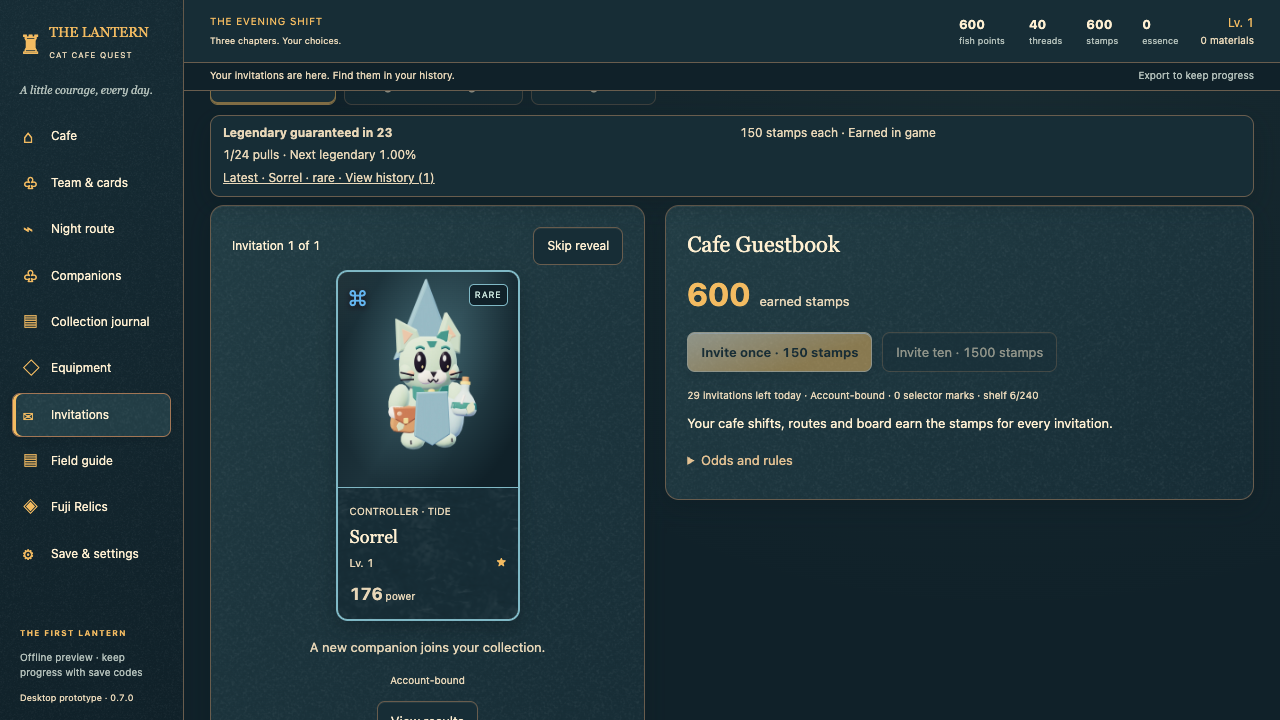 THE LANTERN
CAT CAFE QUEST
A little courage, every day.
Cafe
Team & cards
Night route
Companions
Collection journal
Equipment
Invitations
Field guide
Fuji Relics
Save & settings
THE FIRST LANTERN
Offline preview · keep
progress with save codes
Desktop prototype · 0.7.0
THE EVENING SHIFT
Three chapters. Your choices.
600
fish points
40
threads
600
stamps
0
essence
Lv. 1
0 materials
Your invitations are here. Find them in your history.
Export to keep progress
Legendary guaranteed in 23
150 stamps each · Earned in game
1/24 pulls · Next legendary 1.00%
Latest · Sorrel · rare · View history (1)
Invitation 1 of 1
Skip reveal
RARE
CONTROLLER · TIDE
Sorrel
Lv. 1
176 power
A new companion joins your collection.
Account-bound
View results
Cafe Guestbook
600 earned stamps
Invite once · 150 stamps
Invite ten · 1500 stamps
29 invitations left today · Account-bound · 0 selector marks · shelf 6/240
Your cafe shifts, routes and board earn the stamps for every invitation.
Odds and rules